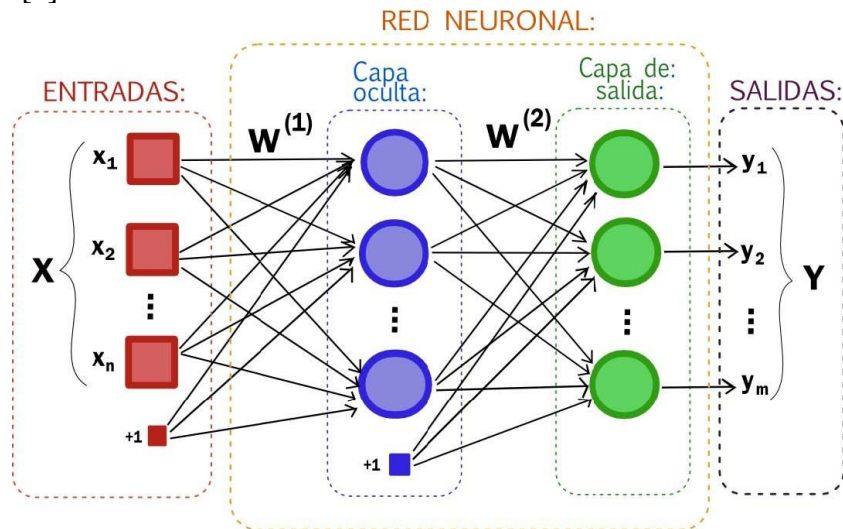 RED NEURONAL:
ENTRADAS:
Capa
oculta:
Capa de:
salida:
SALIDAS:
W(1)
W(2)
x1
x2
⋮
xn
+1
X
⋮
+1
⋮
y1
y2
⋮
ym
Y